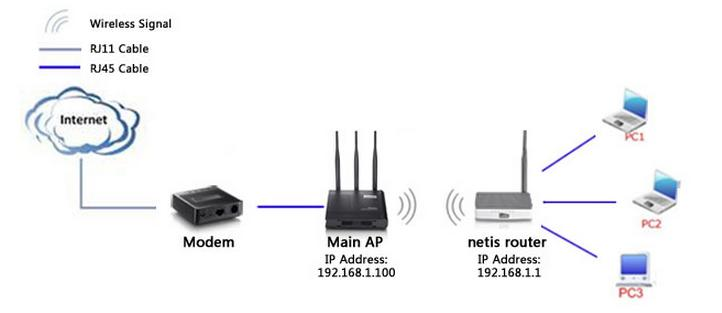 Wireless Signal
RJ11 Cable
RJ45 Cable
Internet
PC1
PC2
PC3
Modem
Main AP
IP Address:
192.168.1.100
netis router
IP Address:
192.168.1.1